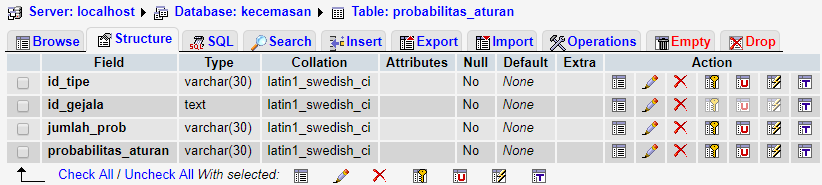 Server: localhost Database: kecemasan Table: probabilitas_aturan
Browse Structure SQL Search Insert Export Import Operations Empty Drop
Field Type Collation Attributes Null Default Extra Action
id_tipe varchar(30) latin1_swedish_ci No None
id_gejala text latin1_swedish_ci No None
jumlah_prob varchar(30) latin1_swedish_ci No None
probabilitas_aturan varchar(30) latin1_swedish_ci No None
Check All / Uncheck All With selected: